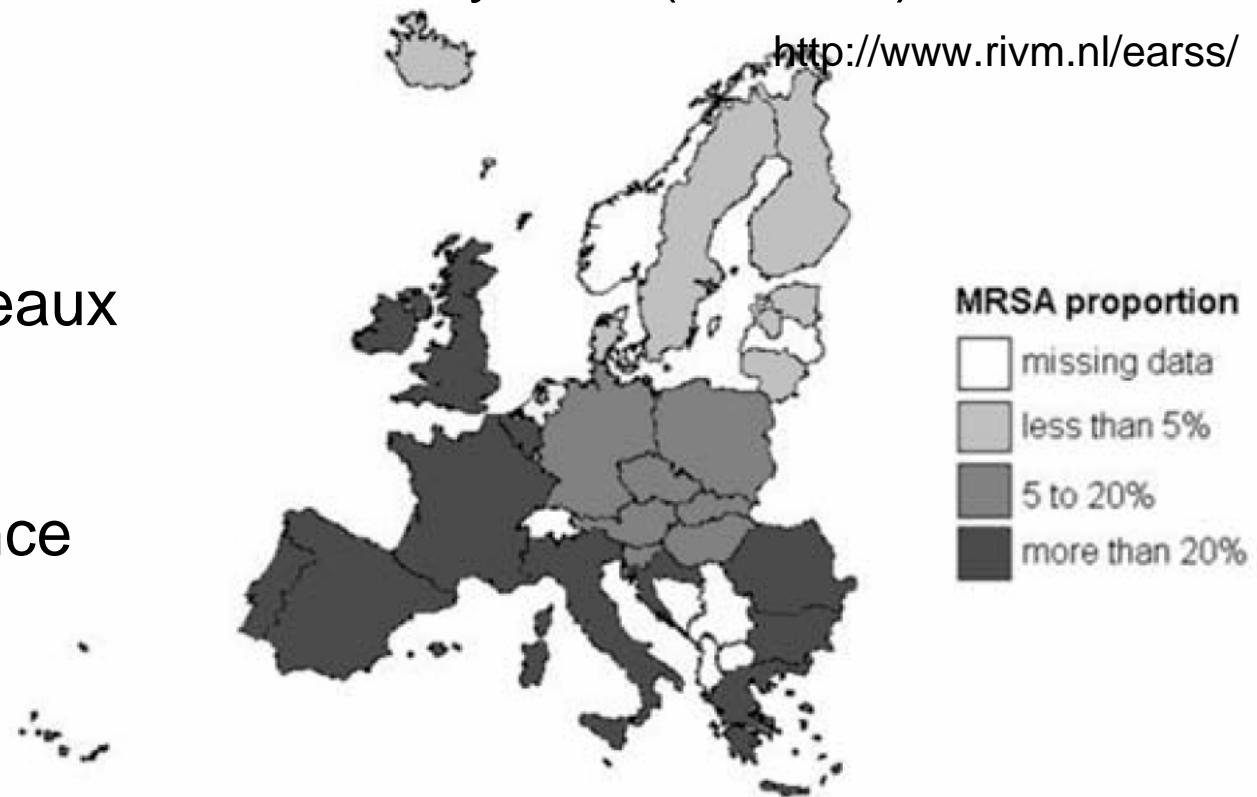 http://www.rivm.nl/earss/
MRSA proportion
missing data
less than 5%
5 to 20%
more than 20%
eaux
nce